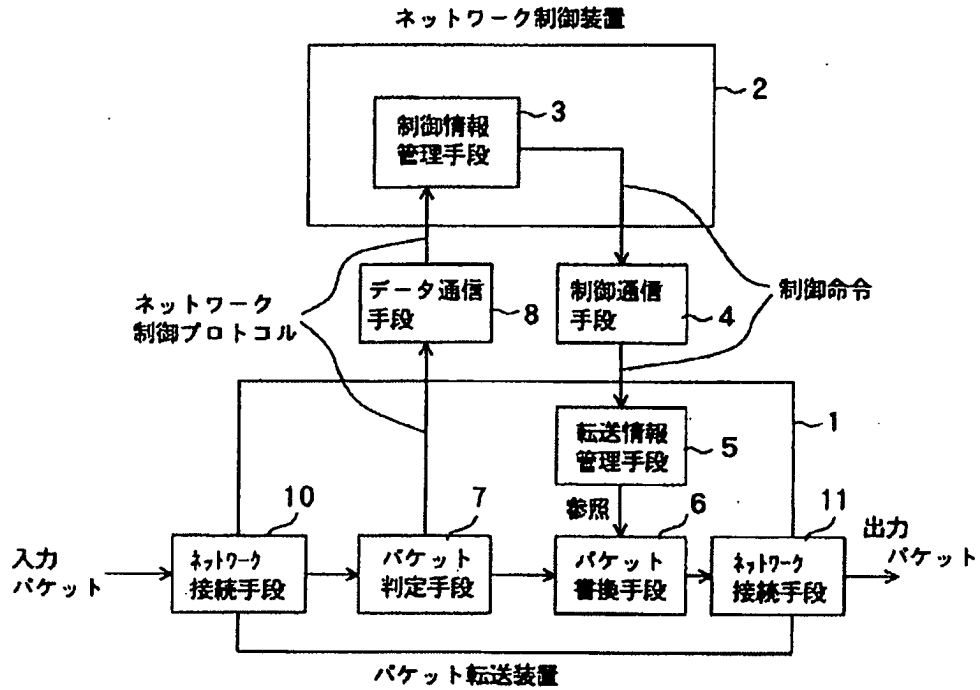 ネットワーク制御装置
2
3
制御情報
管理手段
ネットワーク
制御プロトコル
データ通信
手段
8
制御通信
手段
4
制御命令
1
転送情報
管理手段
5
参照
10
7
6
11
入力
パケット
ネットワーク
接続手段
パケット
判定手段
パケット
書換手段
ネットワーク
接続手段
出力
パケット
パケット転送装置